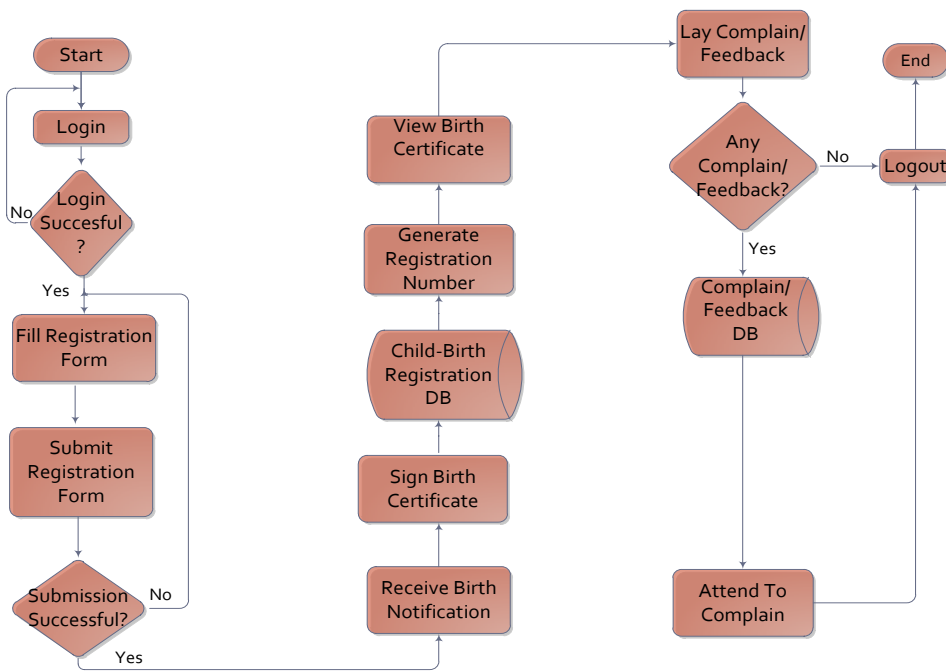 Start
Login
Login
Succesful
?
No
Yes
Fill Registration
Form
Submit
Registration
Form
Submission
Successful?
No
Yes
Receive Birth
Notification
Sign Birth
Certificate
Child-Birth
Registration
DB
Generate
Registration
Number
View Birth
Certificate
Lay Complain/
Feedback
Any
Complain/
Feedback?
No
Yes
Complain/
Feedback
DB
Attend To
Complain
Logout
End